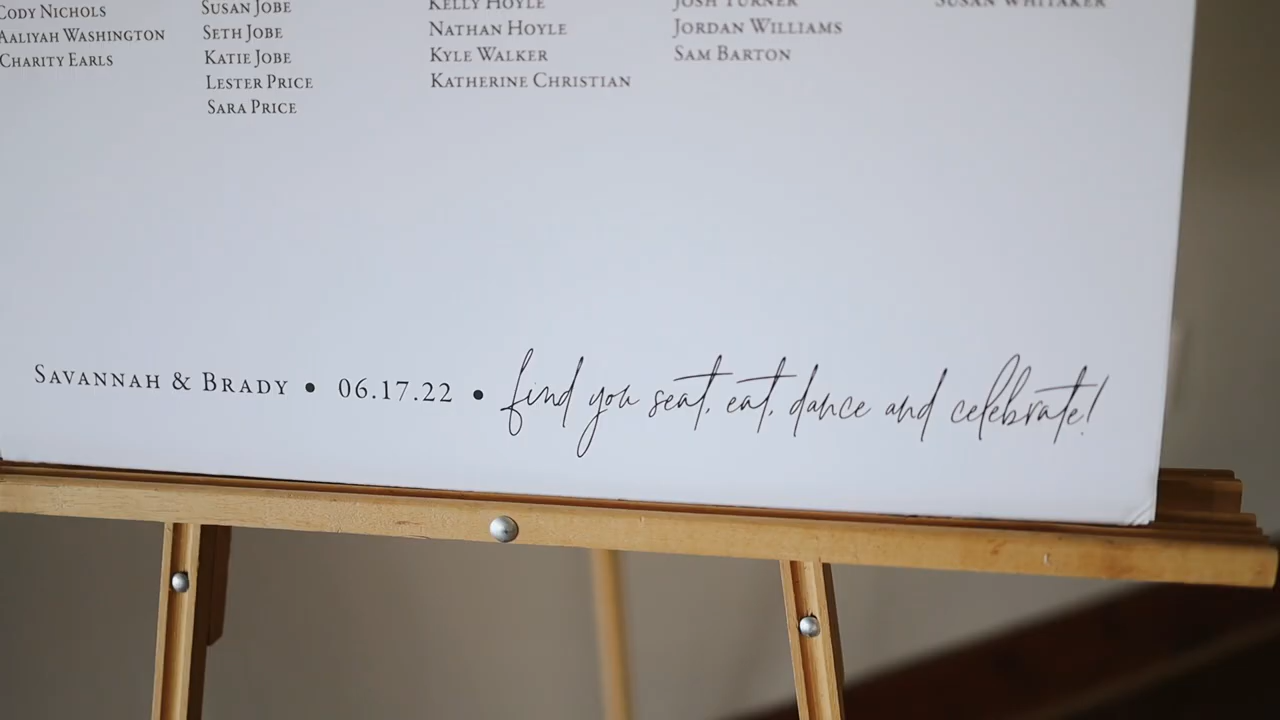 Cody Nichols
Aaliyah Washington
Charity Earls
Susan Jobe
Seth Jobe
Katie Jobe
Lester Price
Sara Price
Kelly Hoyle
Nathan Hoyle
Kyle Walker
Katherine Christian
Josh Turner
Jordan Williams
Sam Barton
Susan Whitaker
Savannah & Brady • 06.17.22 • find you seat, eat, dance and celebrate!